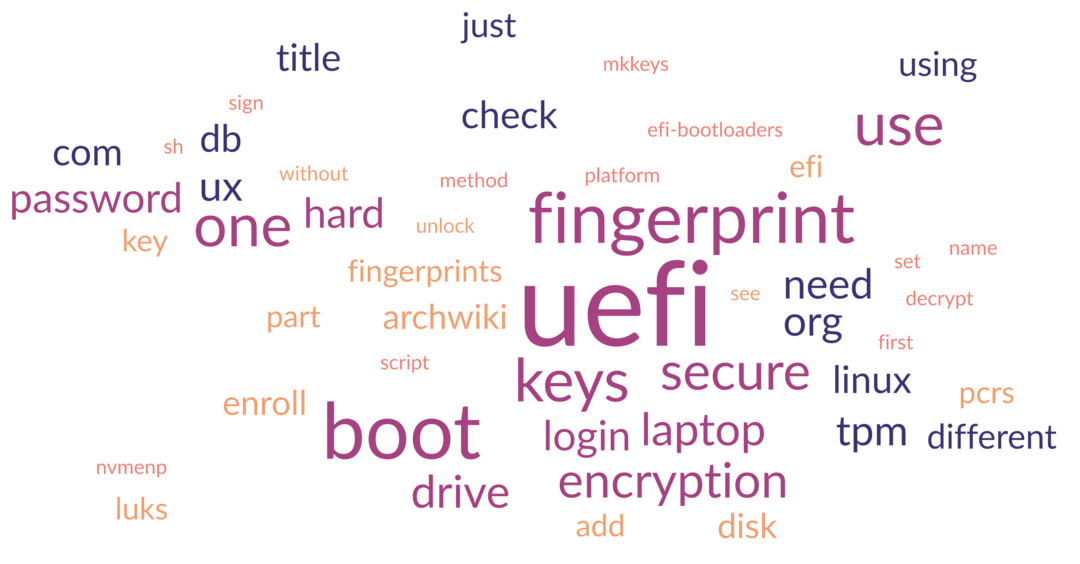 just
title
mkkeys
using
sign
check
efi-bootloaders
use
com
sh
db
without
method
platform
efi
password
ux
one
hard
unlock
fingerprint
key
fingerprints
uefi
see
need
set
name
part
archwiki
org
decrypt
first
script
keys
secure
linux
pcrs
enroll
boot
login
laptop
tpm
different
nvmenp
drive
encryption
luks
add
disk